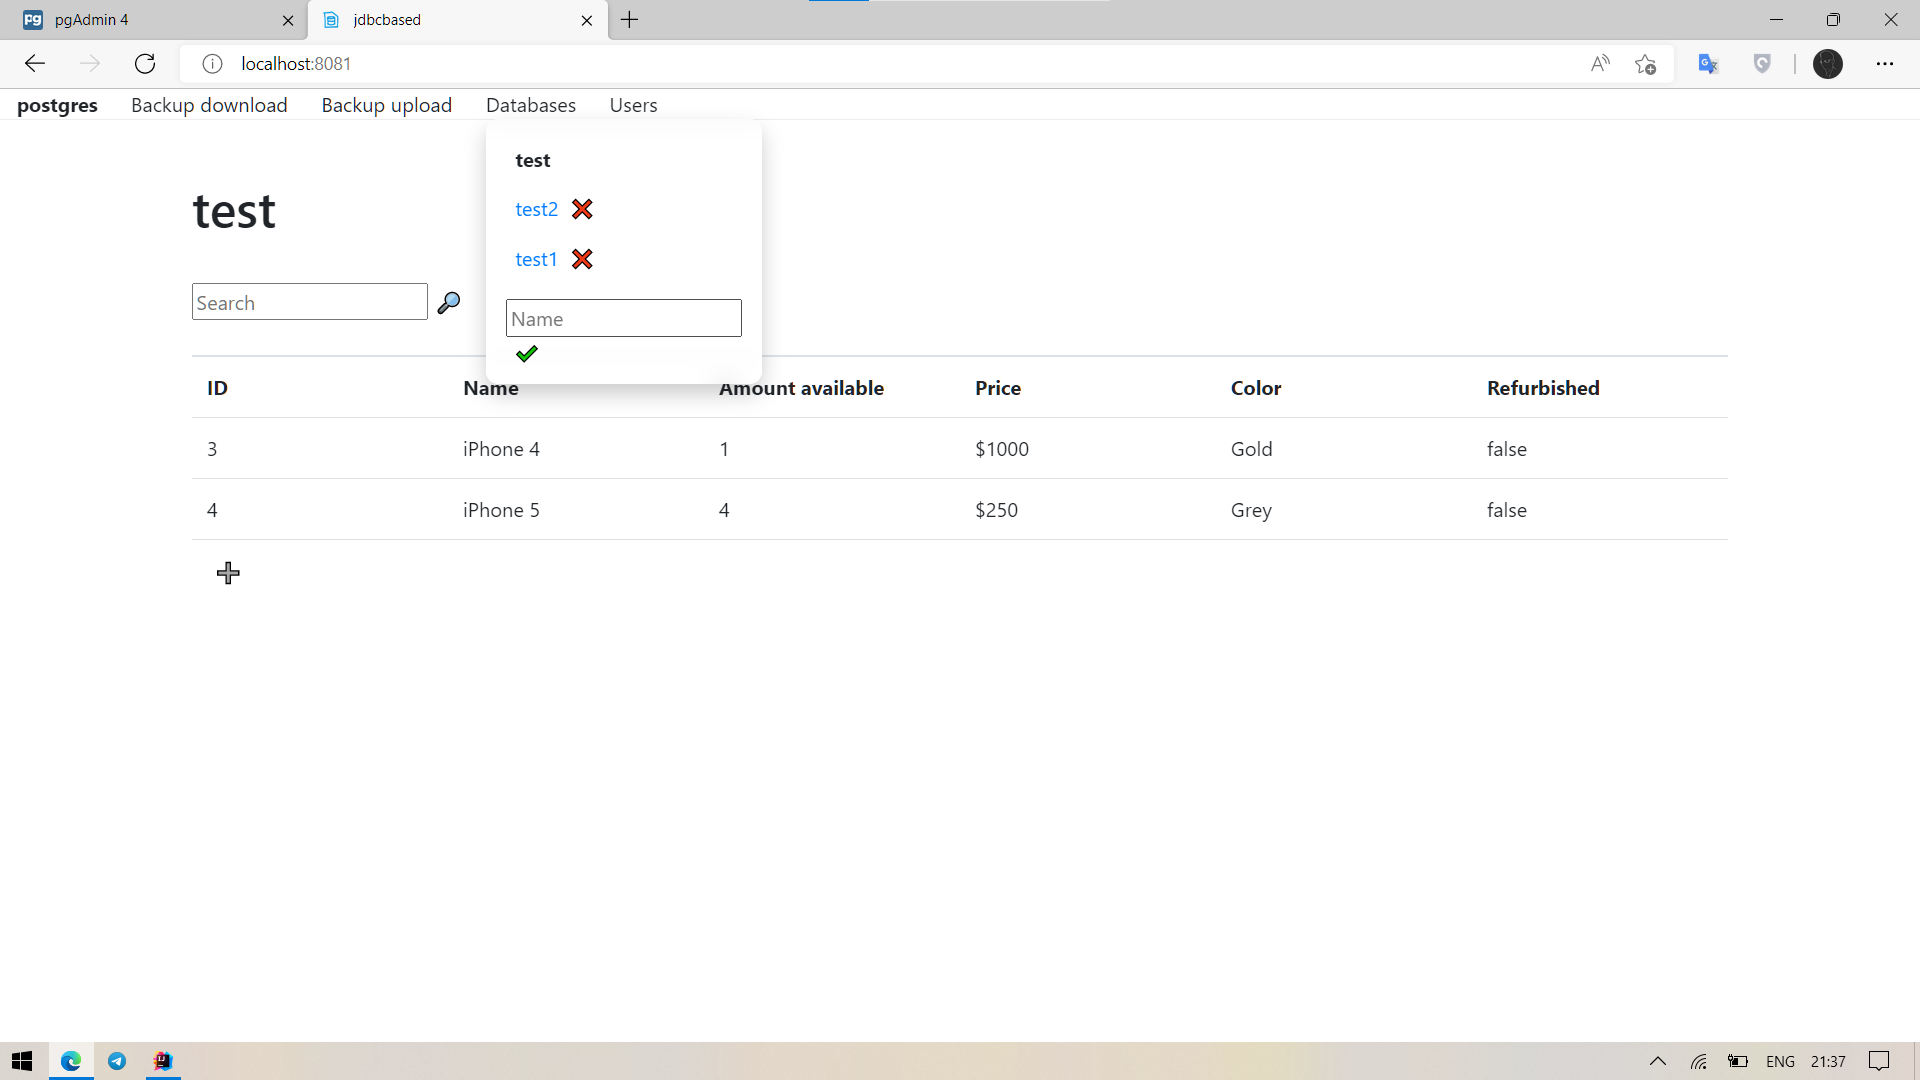 pgAdmin 4
jdbcbased
localhost:8081
postgres Backup download Backup upload Databases Users
test
test2
test1
Name
test
Search
ID Name Amount available Price Color Refurbished
3 iPhone 4 1 $1000 Gold false
4 iPhone 5 4 $250 Grey false
ENG 21:37